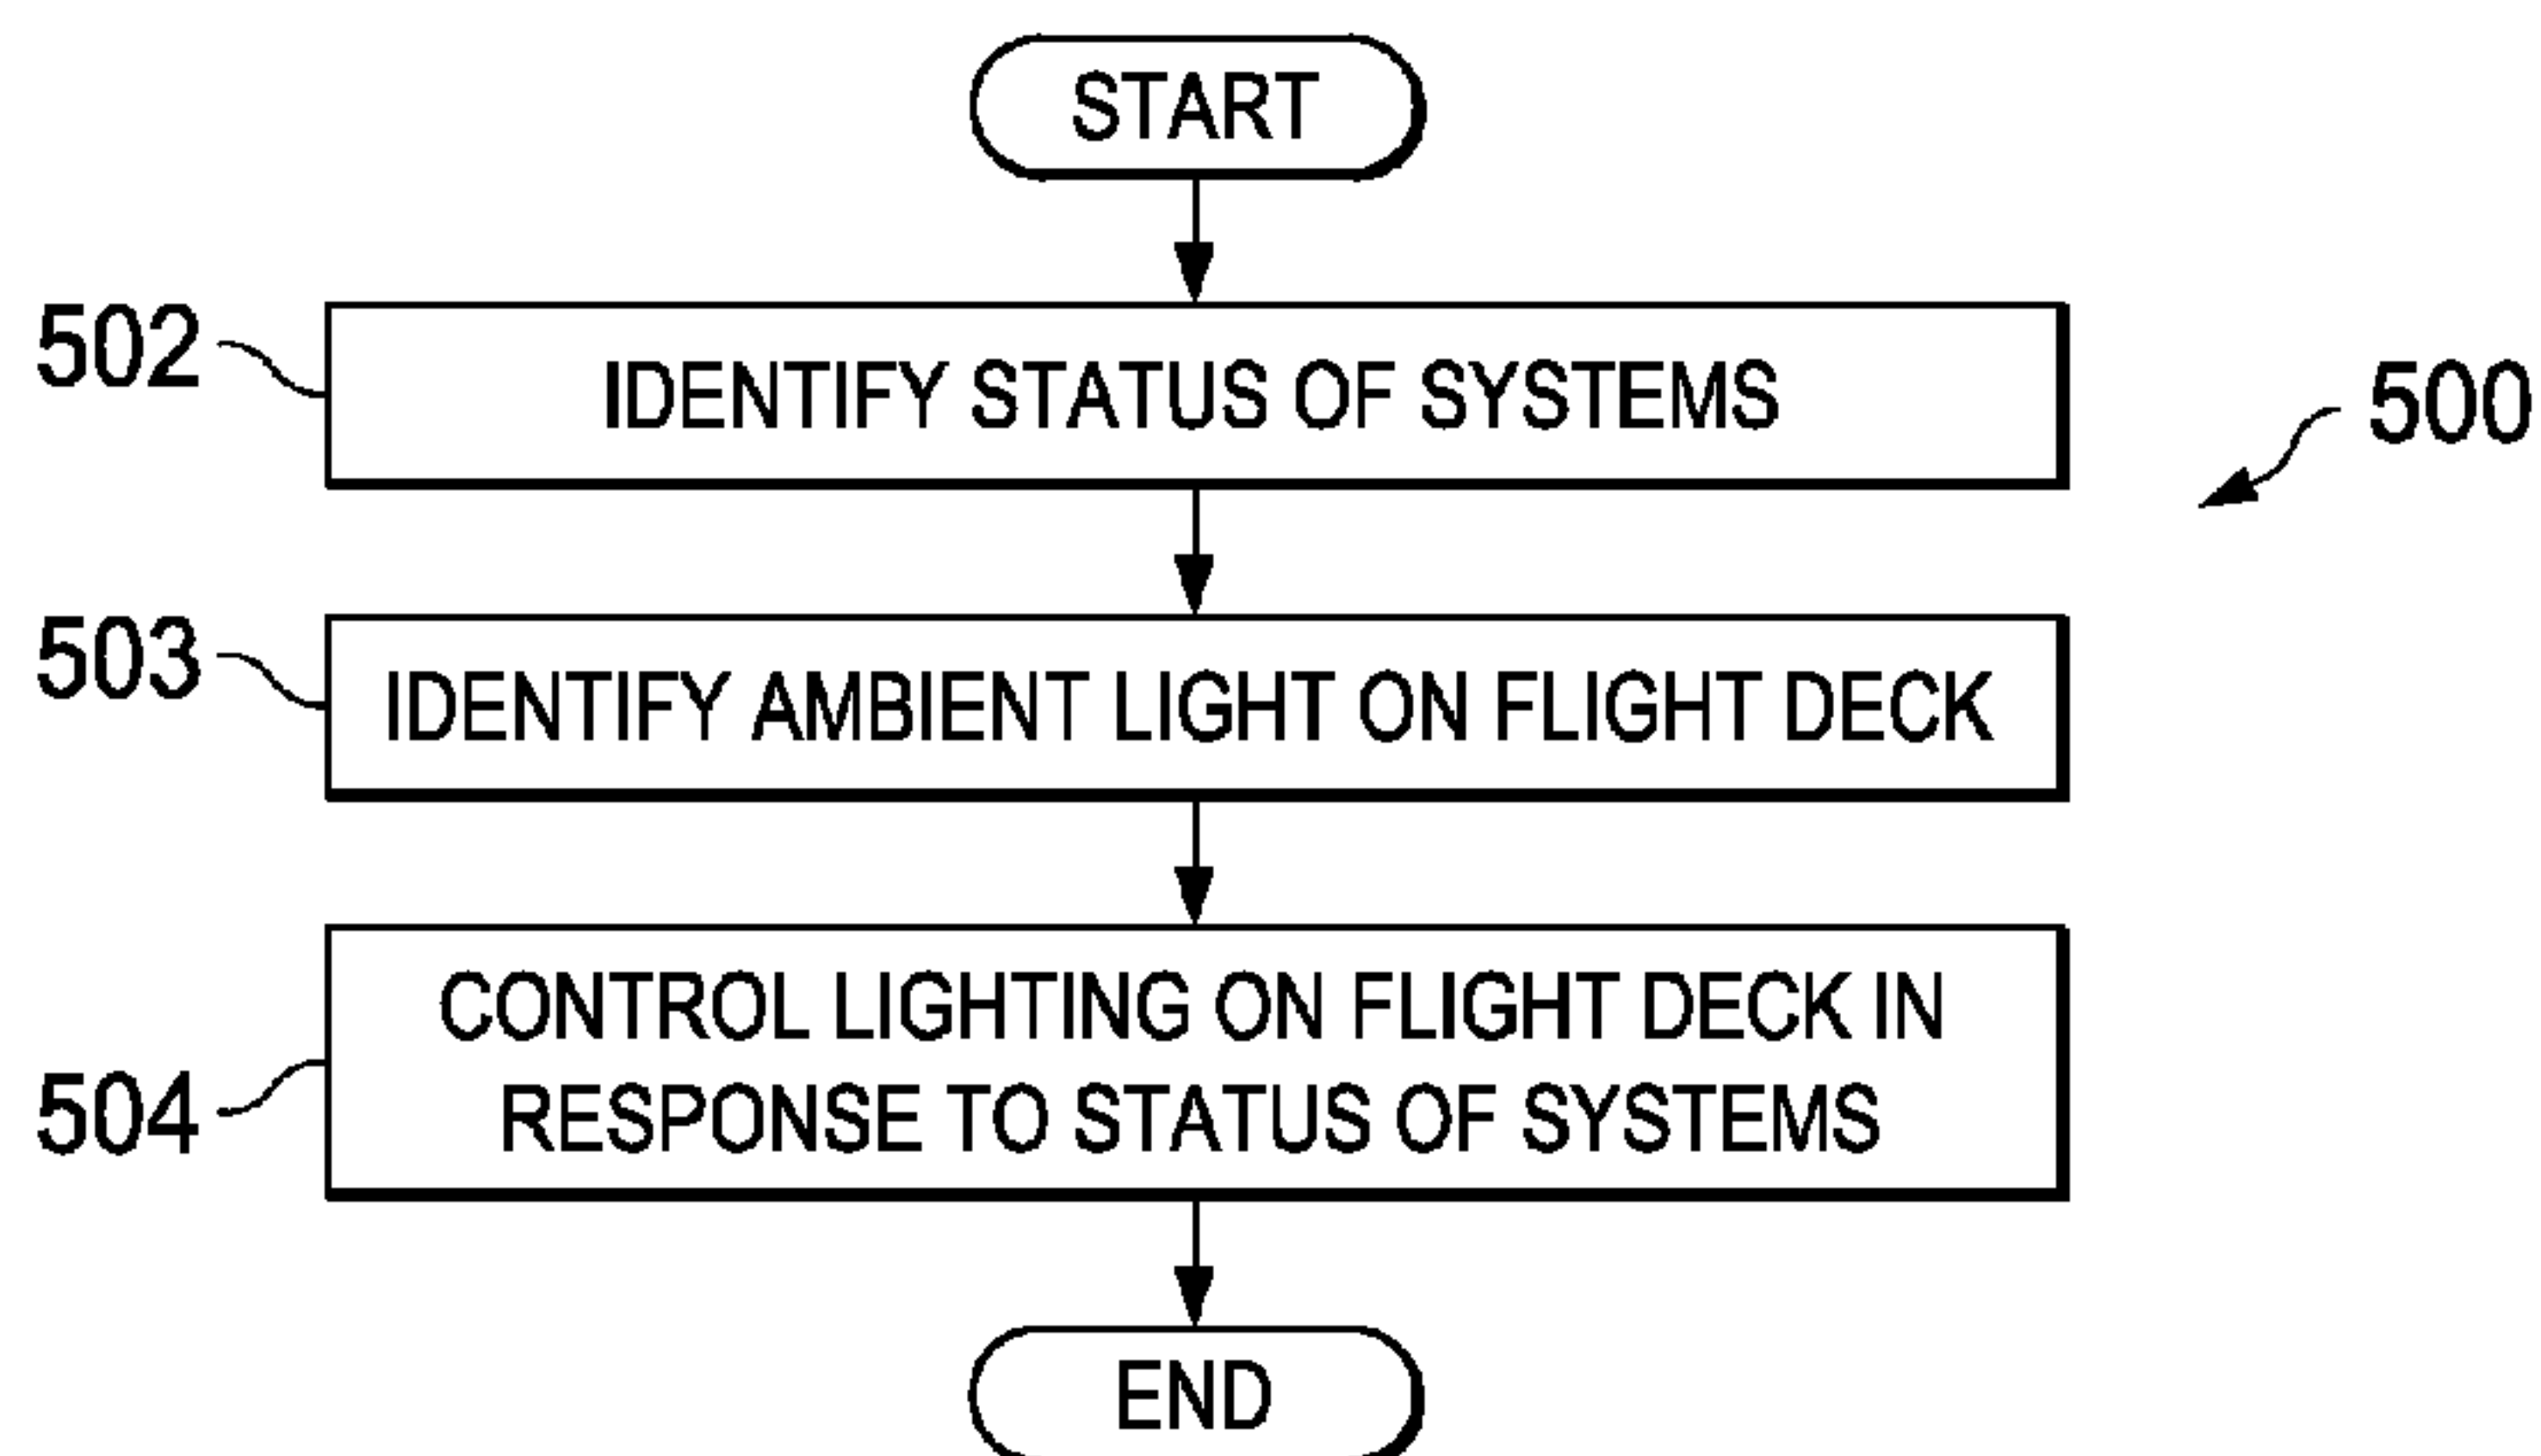 START
502
IDENTIFY STATUS OF SYSTEMS
500
503
IDENTIFY AMBIENT LIGHT ON FLIGHT DECK
504
CONTROL LIGHTING ON FLIGHT DECK IN
RESPONSE TO STATUS OF SYSTEMS
END